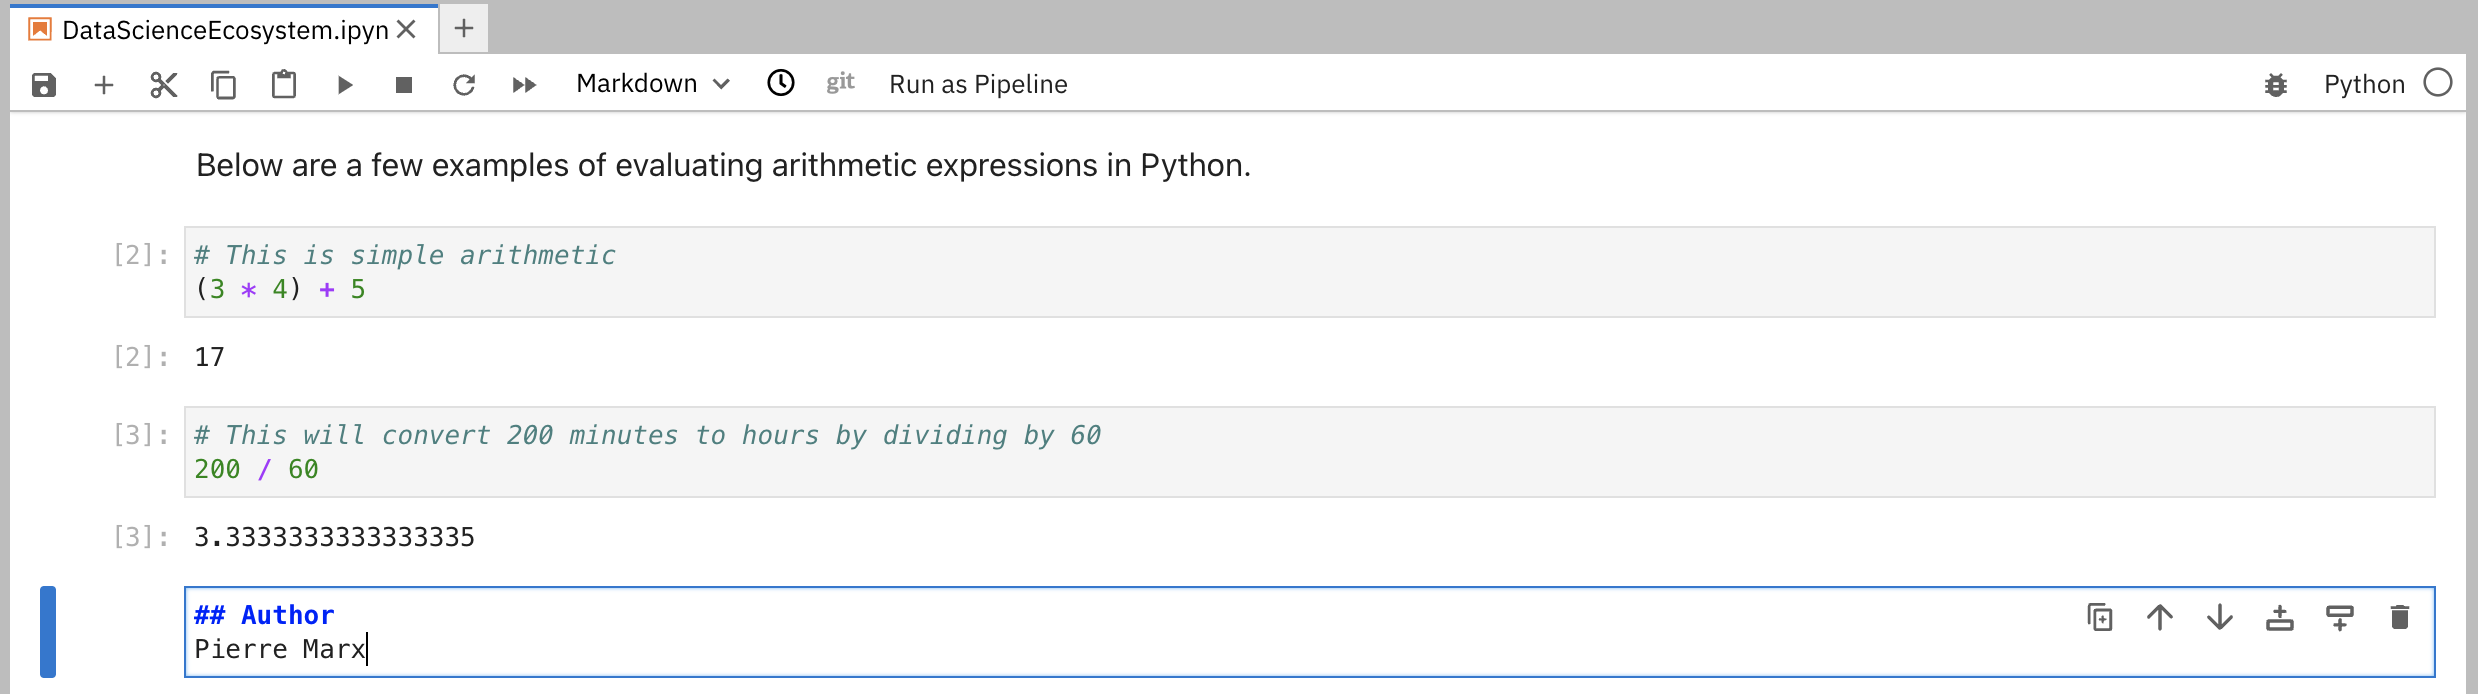 DataScienceEcosystem.ipyn
Markdown git Run as Pipeline Python
Below are a few examples of evaluating arithmetic expressions in Python.
[2]: # This is simple arithmetic
(3 * 4) + 5
[2]: 17
[3]: # This will convert 200 minutes to hours by dividing by 60
200 / 60
[3]: 3.3333333333333335
## Author
Pierre Marx